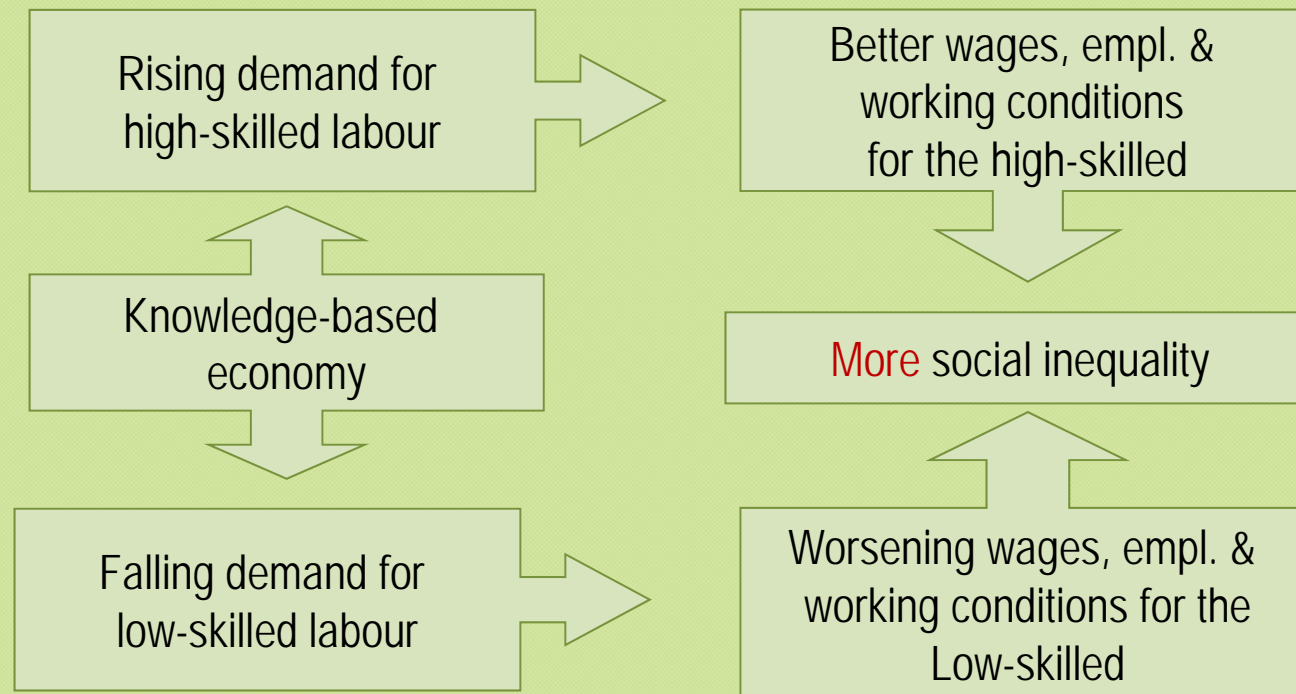 Rising demand for
high-skilled labour
Better wages, empl. &
working conditions
for the high-skilled
Knowledge-based
economy
More social inequality
Falling demand for
low-skilled labour
Worsening wages, empl. &
working conditions for the
Low-skilled